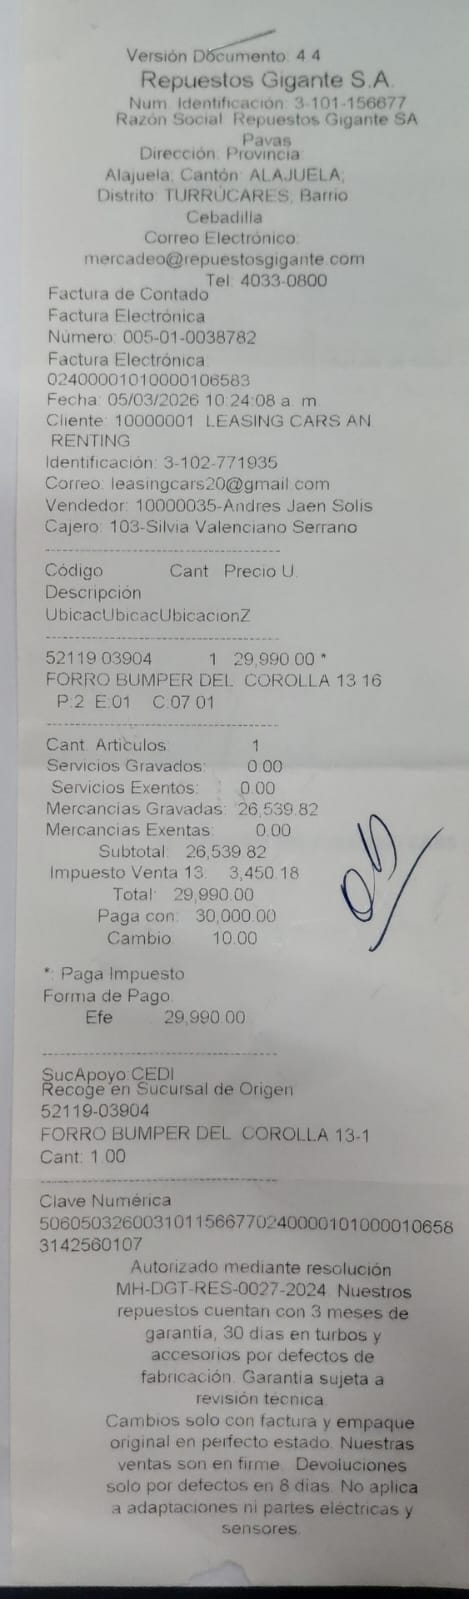 Versión Documento: 4.4
Repuestos Gigante S.A.
Num. Identificación: 3-101-156677
Razón Social: Repuestos Gigante SA
Pavas
Dirección: Provincia:
Alajuela, Cantón: ALAJUELA,
Distrito: TURRÚCARES, Barrio:
Cebadilla
Correo Electrónico:
mercadeo@repuestosgigante.com
Tel: 4033-0800
Factura de Contado
Factura Electrónica
Número: 005-01-0038782
Factura Electrónica
02400001010000106583
Fecha: 05/03/2026 10:24:08 a. m.
Cliente: 10000001 LEASING CARS AN
RENTING
Identificación: 3-102-771935
Correo: leasingcars20@gmail.com
Vendedor: 10000035-Andres Jaen Solis
Cajero: 103-Silvia Valenciano Serrano
------------------------------
Código Cant Precio U.
Descripción
UbicacUbicacUbicacionZ
------------------------------
52119 03904 1 29,990.00 *
FORRO BUMPER DEL COROLLA 13 16
P:2 E:01 C:07 01
------------------------------
Cant. Articulos: 1
Servicios Gravados: 0.00
Servicios Exentos: 0.00
Mercancias Gravadas: 26,539.82
Mercancias Exentas: 0.00
Subtotal: 26,539.82
Impuesto Venta 13: 3,450.18
Total: 29,990.00
Paga con: 30,000.00
Cambio 10.00
*: Paga Impuesto
Forma de Pago:
Efe 29,990.00
------------------------------
SucApoyo:CEDI
Recoge en Sucursal de Origen
52119-03904
FORRO BUMPER DEL COROLLA 13-1
Cant: 1.00
------------------------------
Clave Numérica
5060503260031011566770240000101000010658
3142560107
Autorizado mediante resolución
MH-DGT-RES-0027-2024. Nuestros
repuestos cuentan con 3 meses de
garantia, 30 dias en turbos y
accesorios por defectos de
fabricación. Garantia sujeta a
revisión tecnica.
Cambios solo con factura y empaque
original en perfecto estado. Nuestras
ventas son en firme. Devoluciones
solo por defectos en 8 dias. No aplica
a adaptaciones ni partes eléctricas y
sensores.